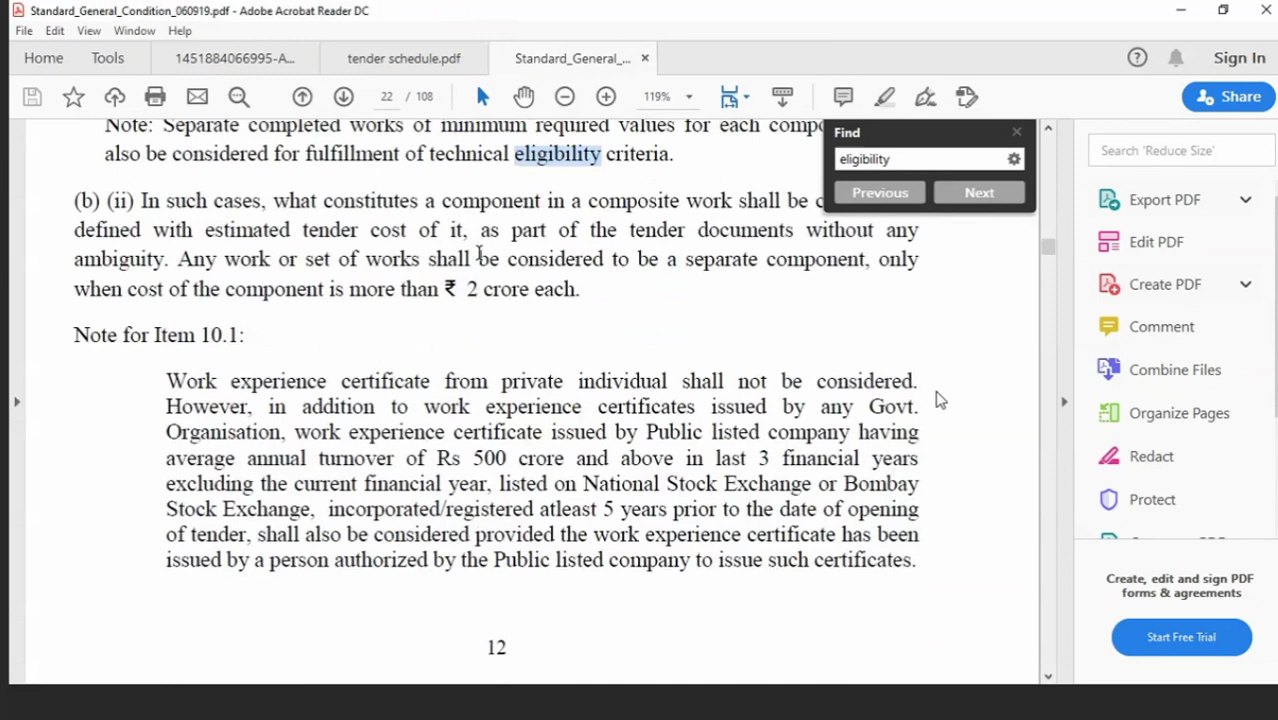 Standard_General_Condition_060919.pdf - Adobe Acrobat Reader DC
File Edit View Window Help
Home Tools 1451884066995-A... tender schedule.pdf Standard_General_... ×
Sign In
22 / 108 119%
Share
Note: Separate completed works of minimum required values for each
also be considered for fulfillment of technical eligibility criteria.
(b) (ii) In such cases, what constitutes a component in a composite work shall be
defined with estimated tender cost of it, as part of the tender documents without any
ambiguity. Any work or set of works shall be considered to be a separate component, only
when cost of the component is more than ₹ 2 crore each.
Note for Item 10.1:
Work experience certificate from private individual shall not be considered.
However, in addition to work experience certificates issued by any Govt.
Organisation, work experience certificate issued by Public listed company having
average annual turnover of Rs 500 crore and above in last 3 financial years
excluding the current financial year, listed on National Stock Exchange or Bombay
Stock Exchange, incorporated/registered atleast 5 years prior to the date of opening
of tender, shall also be considered provided the work experience certificate has been
issued by a person authorized by the Public listed company to issue such certificates.
12
Find
eligibility
Previous Next
Search 'Reduce Size'
Export PDF
Edit PDF
Create PDF
Comment
Combine Files
Organize Pages
Redact
Protect
Create, edit and sign PDF
forms & agreements
Start Free Trial